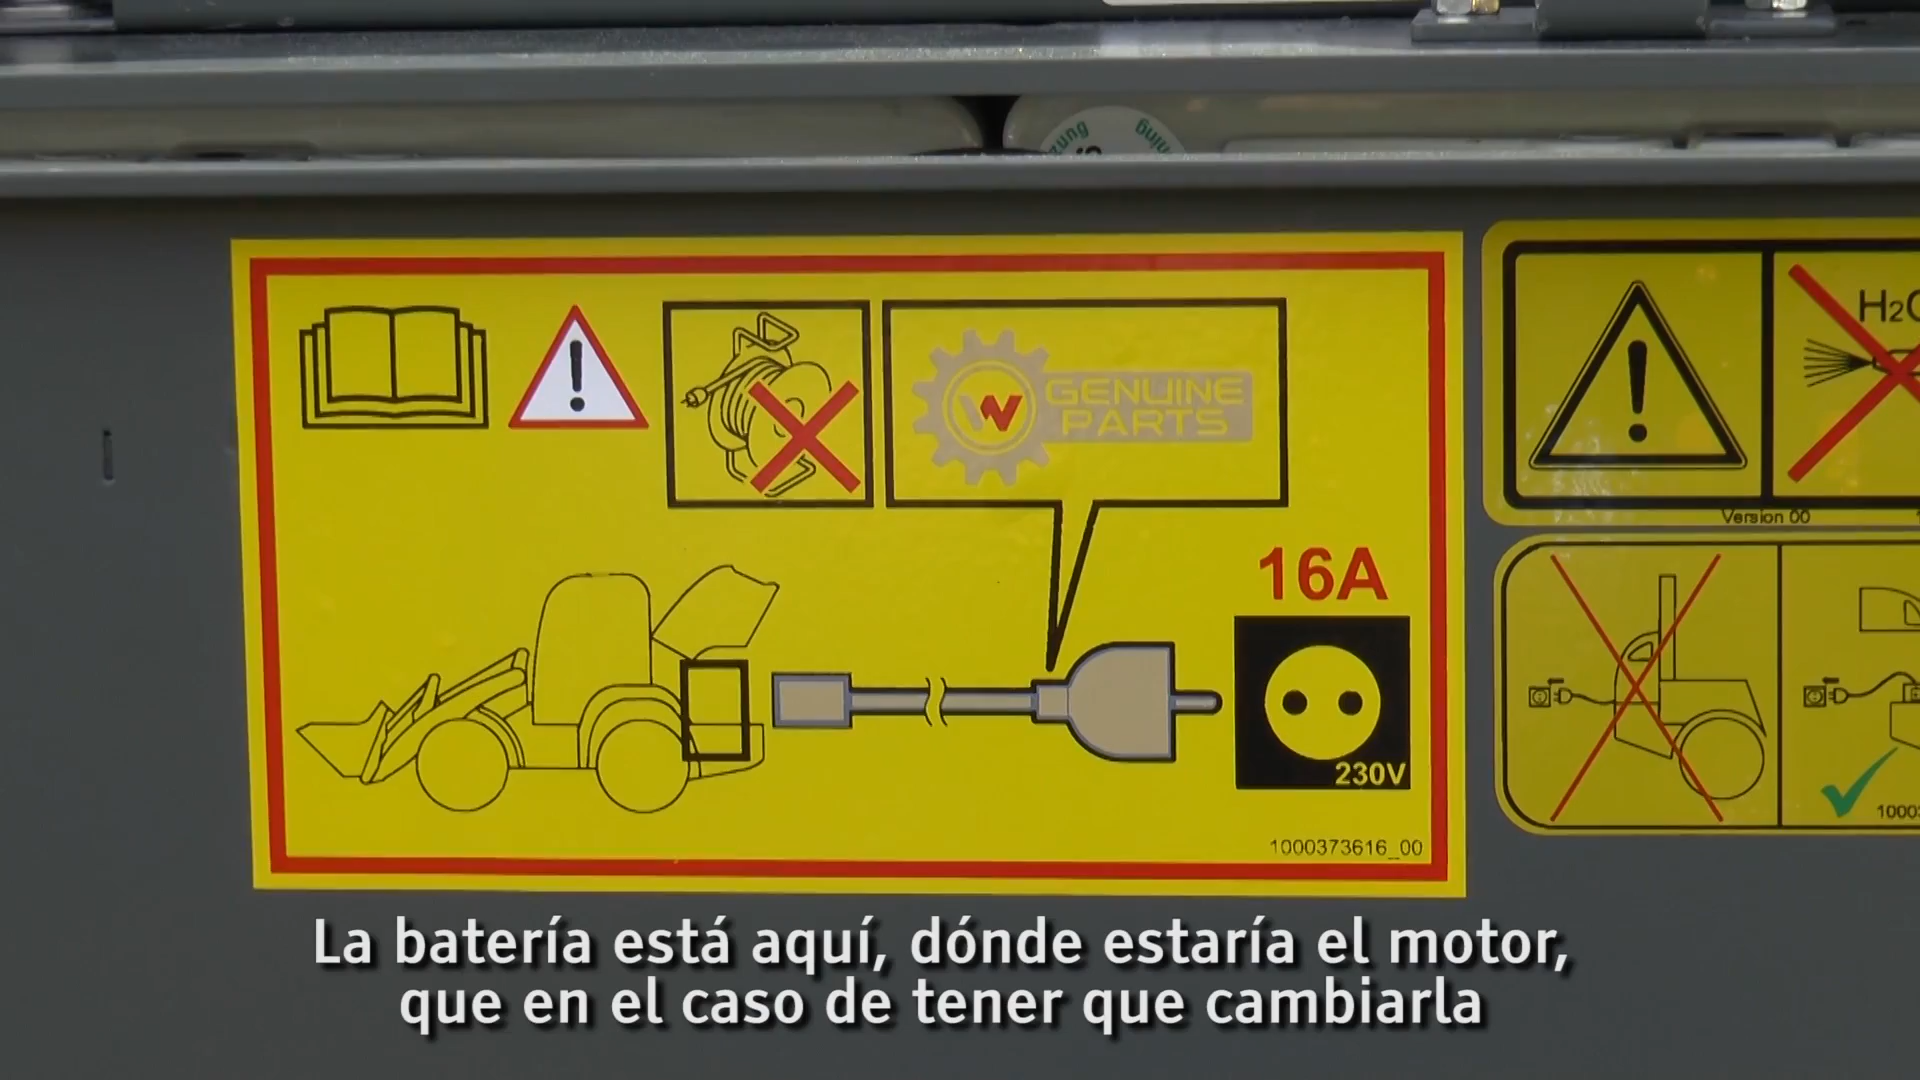 GENUINE
PARTS
16A
230V
1000373616_00
Version 00
La batería está aquí, dónde estaría el motor,
que en el caso de tener que cambiarla